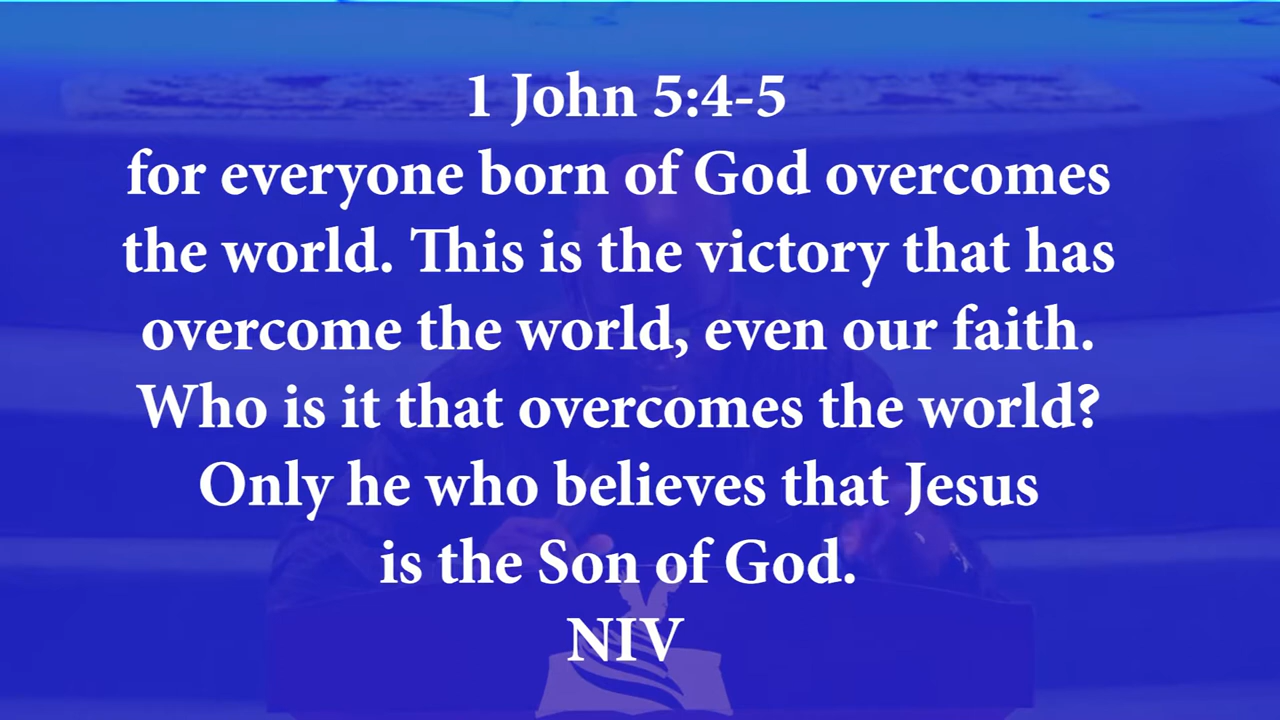 1 John 5:4-5
for everyone born of God overcomes
the world. This is the victory that has
overcome the world, even our faith.
Who is it that overcomes the world?
Only he who believes that Jesus
is the Son of God.
NIV